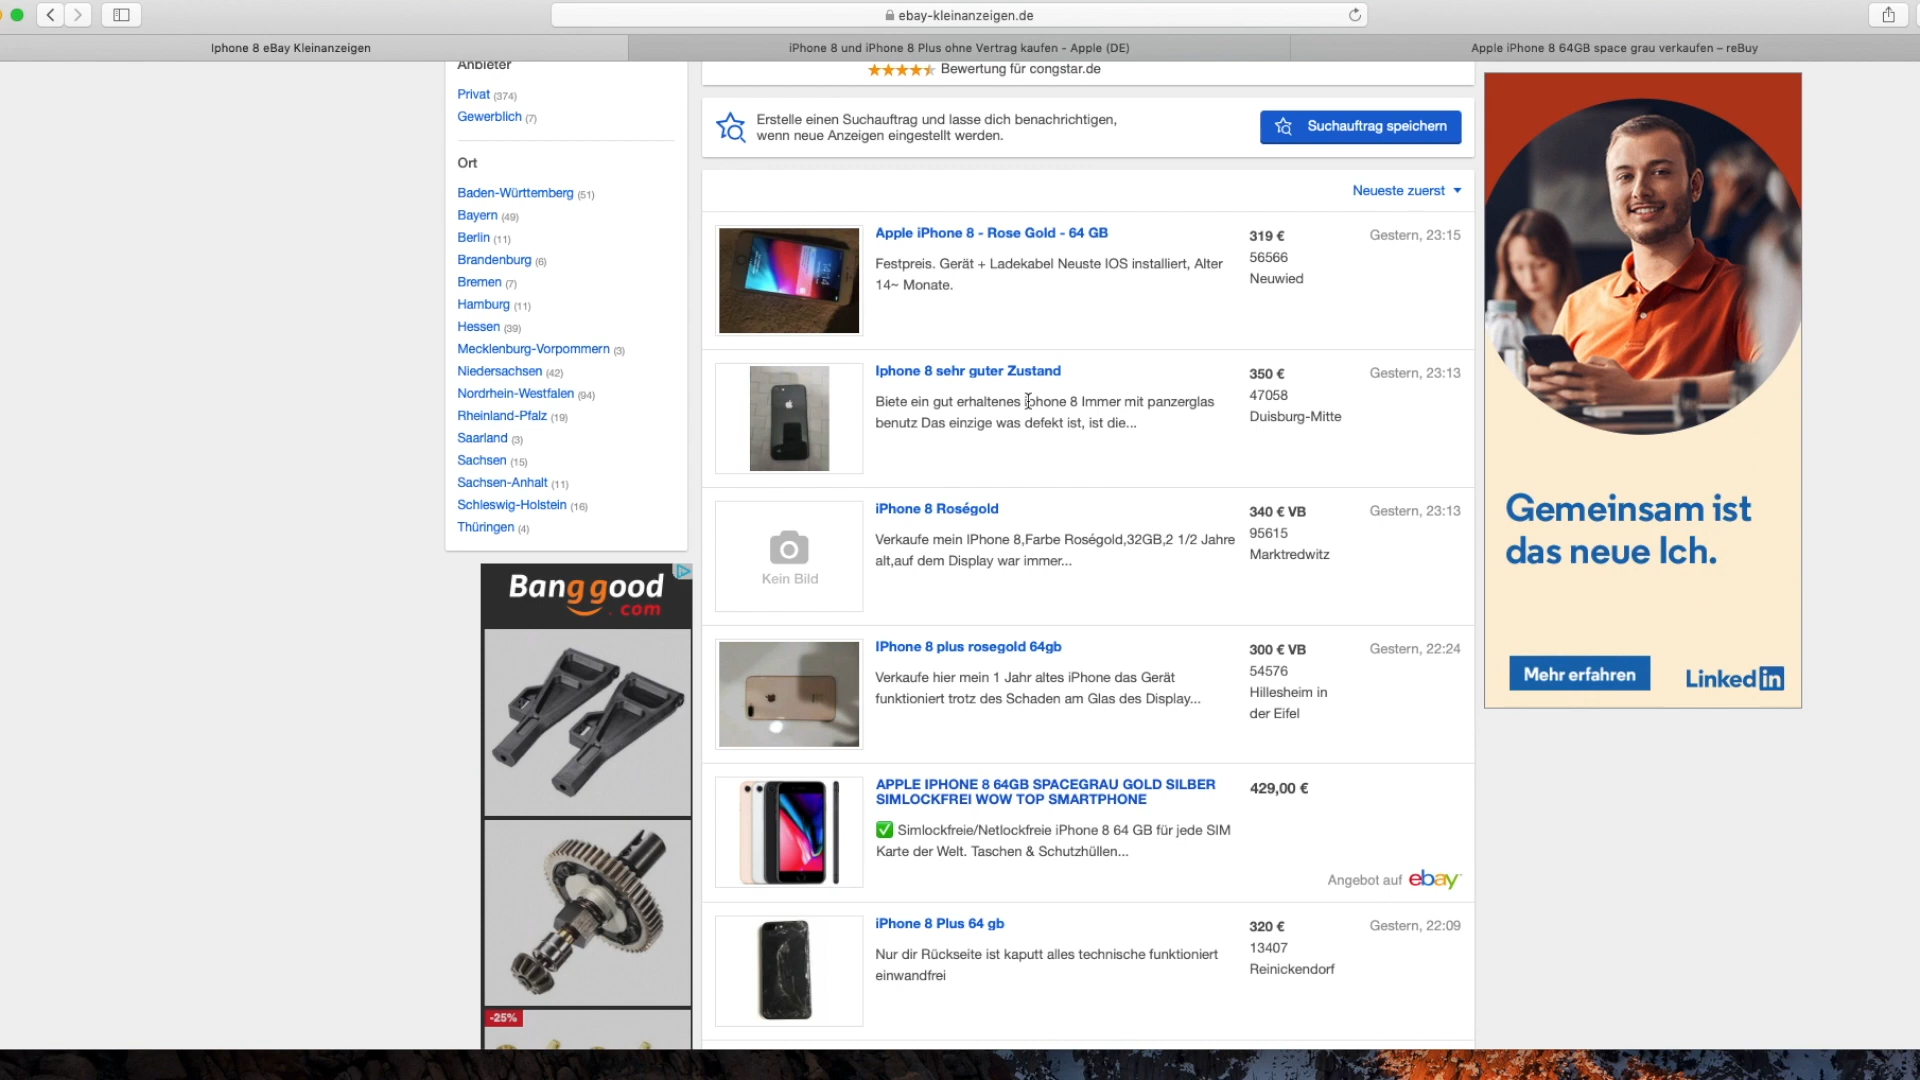 ebay-kleinanzeigen.de
Iphone 8 eBay Kleinanzeigen
iPhone 8 und iPhone 8 Plus ohne Vertrag kaufen - Apple (DE)
Apple iPhone 8 64GB space grau verkaufen – reBuy
Anbieter
Privat (374)
Gewerblich (7)
Ort
Baden-Württemberg (51)
Bayern (49)
Berlin (11)
Brandenburg (6)
Bremen (7)
Hamburg (11)
Hessen (39)
Mecklenburg-Vorpommern (3)
Niedersachsen (42)
Nordrhein-Westfalen (94)
Rheinland-Pfalz (19)
Saarland (3)
Sachsen (15)
Sachsen-Anhalt (11)
Schleswig-Holstein (16)
Thüringen (4)
Banggood
.com
-25%
Bewertung für congstar.de
Erstelle einen Suchauftrag und lasse dich benachrichtigen,
wenn neue Anzeigen eingestellt werden.
Suchauftrag speichern
Neueste zuerst
Apple iPhone 8 - Rose Gold - 64 GB
Festpreis. Gerät + Ladekabel Neuste IOS installiert, Alter
14~ Monate.
319 €
56566
Neuwied
Gestern, 23:15
Iphone 8 sehr guter Zustand
Biete ein gut erhaltenes iphone 8 Immer mit panzerglas
benutz Das einzige was defekt ist, ist die...
350 €
47058
Duisburg-Mitte
Gestern, 23:13
Kein Bild
iPhone 8 Roségold
Verkaufe mein IPhone 8,Farbe Roségold,32GB,2 1/2 Jahre
alt,auf dem Display war immer...
340 € VB
95615
Marktredwitz
Gestern, 23:13
IPhone 8 plus rosegold 64gb
Verkaufe hier mein 1 Jahr altes iPhone das Gerät
funktioniert trotz des Schaden am Glas des Display...
300 € VB
54576
Hillesheim in
der Eifel
Gestern, 22:24
APPLE IPHONE 8 64GB SPACEGRAU GOLD SILBER
SIMLOCKFREI WOW TOP SMARTPHONE
✅ Simlockfreie/Netlockfreie iPhone 8 64 GB für jede SIM
Karte der Welt. Taschen & Schutzhüllen...
429,00 €
Angebot auf ebay
iPhone 8 Plus 64 gb
Nur dir Rückseite ist kaputt alles technische funktioniert
einwandfrei
320 €
13407
Reinickendorf
Gestern, 22:09
Gemeinsam ist
das neue Ich.
Mehr erfahren
Linked in